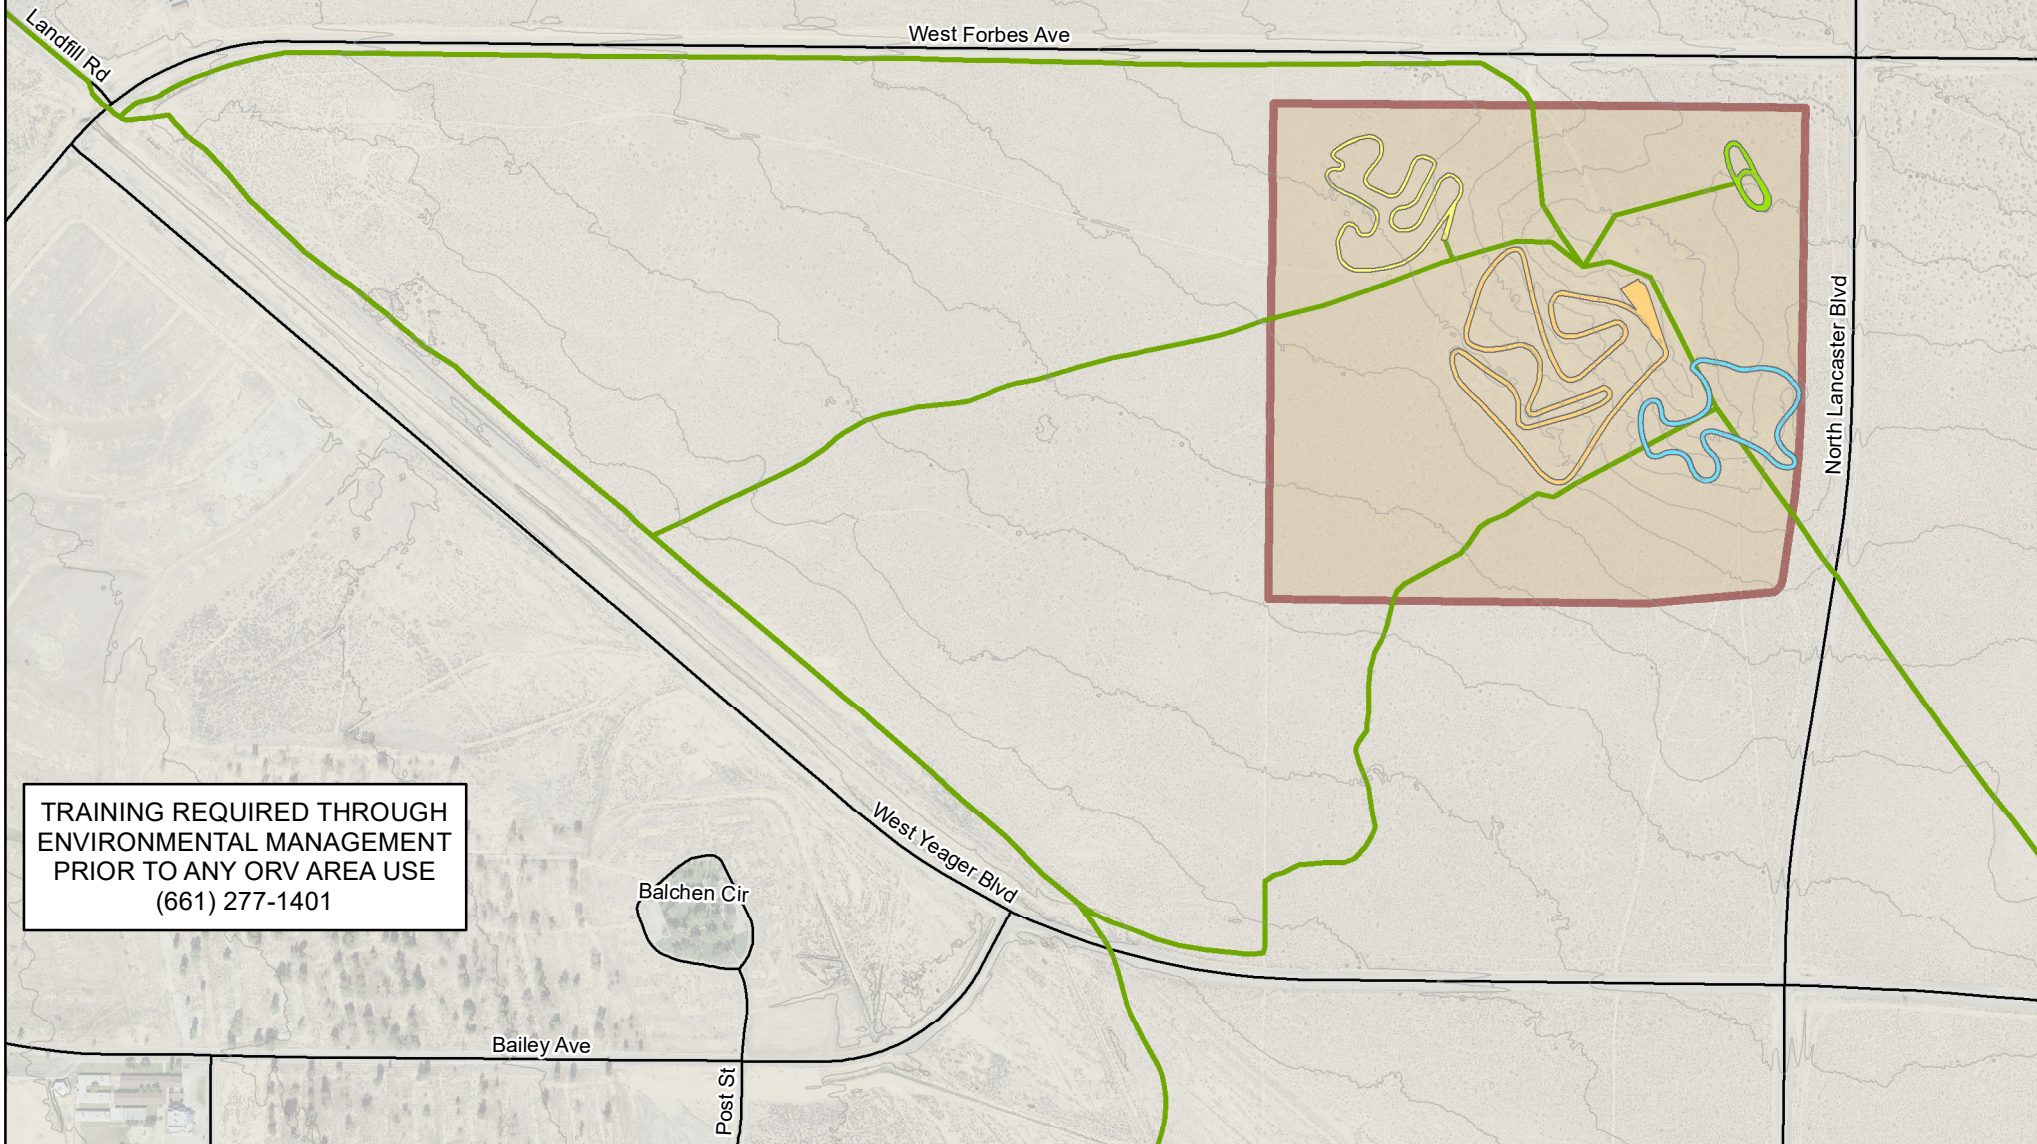 Landfill Rd
West Forbes Ave
North Lancaster Blvd
TRAINING REQUIRED THROUGH
ENVIRONMENTAL MANAGEMENT
PRIOR TO ANY ORV AREA USE
(661) 277-1401
West Yeager Blvd
Balchen Cir
Bailey Ave
Post St